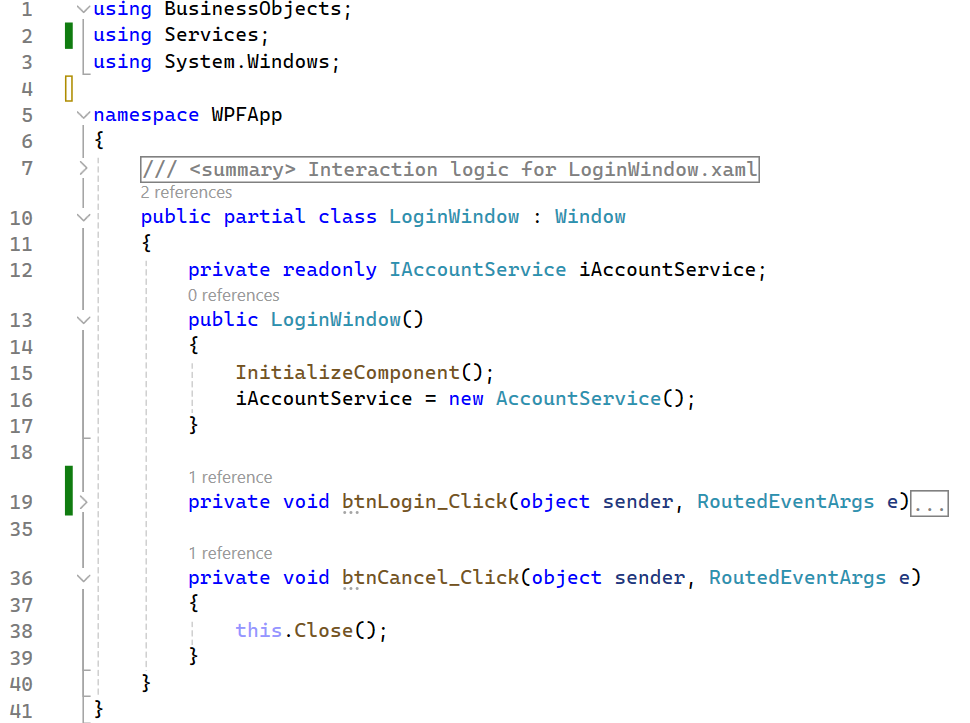 1 using BusinessObjects;
2 using Services;
3 using System.Windows;
4
5 namespace WPFApp
6 {
7 /// <summary> Interaction logic for LoginWindow.xaml
2 references
10 public partial class LoginWindow : Window
11 {
12 private readonly IAccountService iAccountService;
0 references
13 public LoginWindow()
14 {
15 InitializeComponent();
16 iAccountService = new AccountService();
17 }
18
1 reference
19 private void btnLogin_Click(object sender, RoutedEventArgs e)...
35
1 reference
36 private void btnCancel_Click(object sender, RoutedEventArgs e)
37 {
38 this.Close();
39 }
40 }
41 }